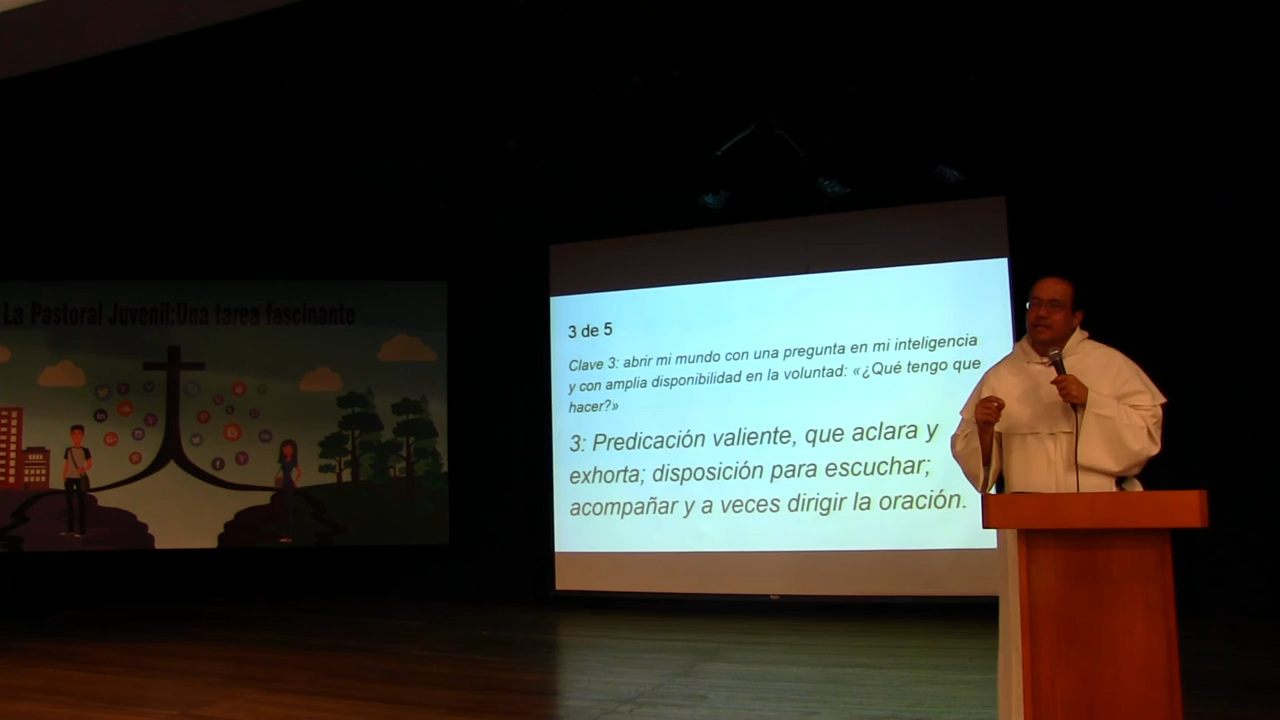 La Pastoral Juvenil:Una tarea fascinante
3 de 5
Clave 3: abrir mi mundo con una pregunta en mi inteligencia
y con amplia disponibilidad en la voluntad: «¿Qué tengo que
hacer?»
3: Predicación valiente, que aclara y
exhorta; disposición para escuchar;
acompañar y a veces dirigir la oración.